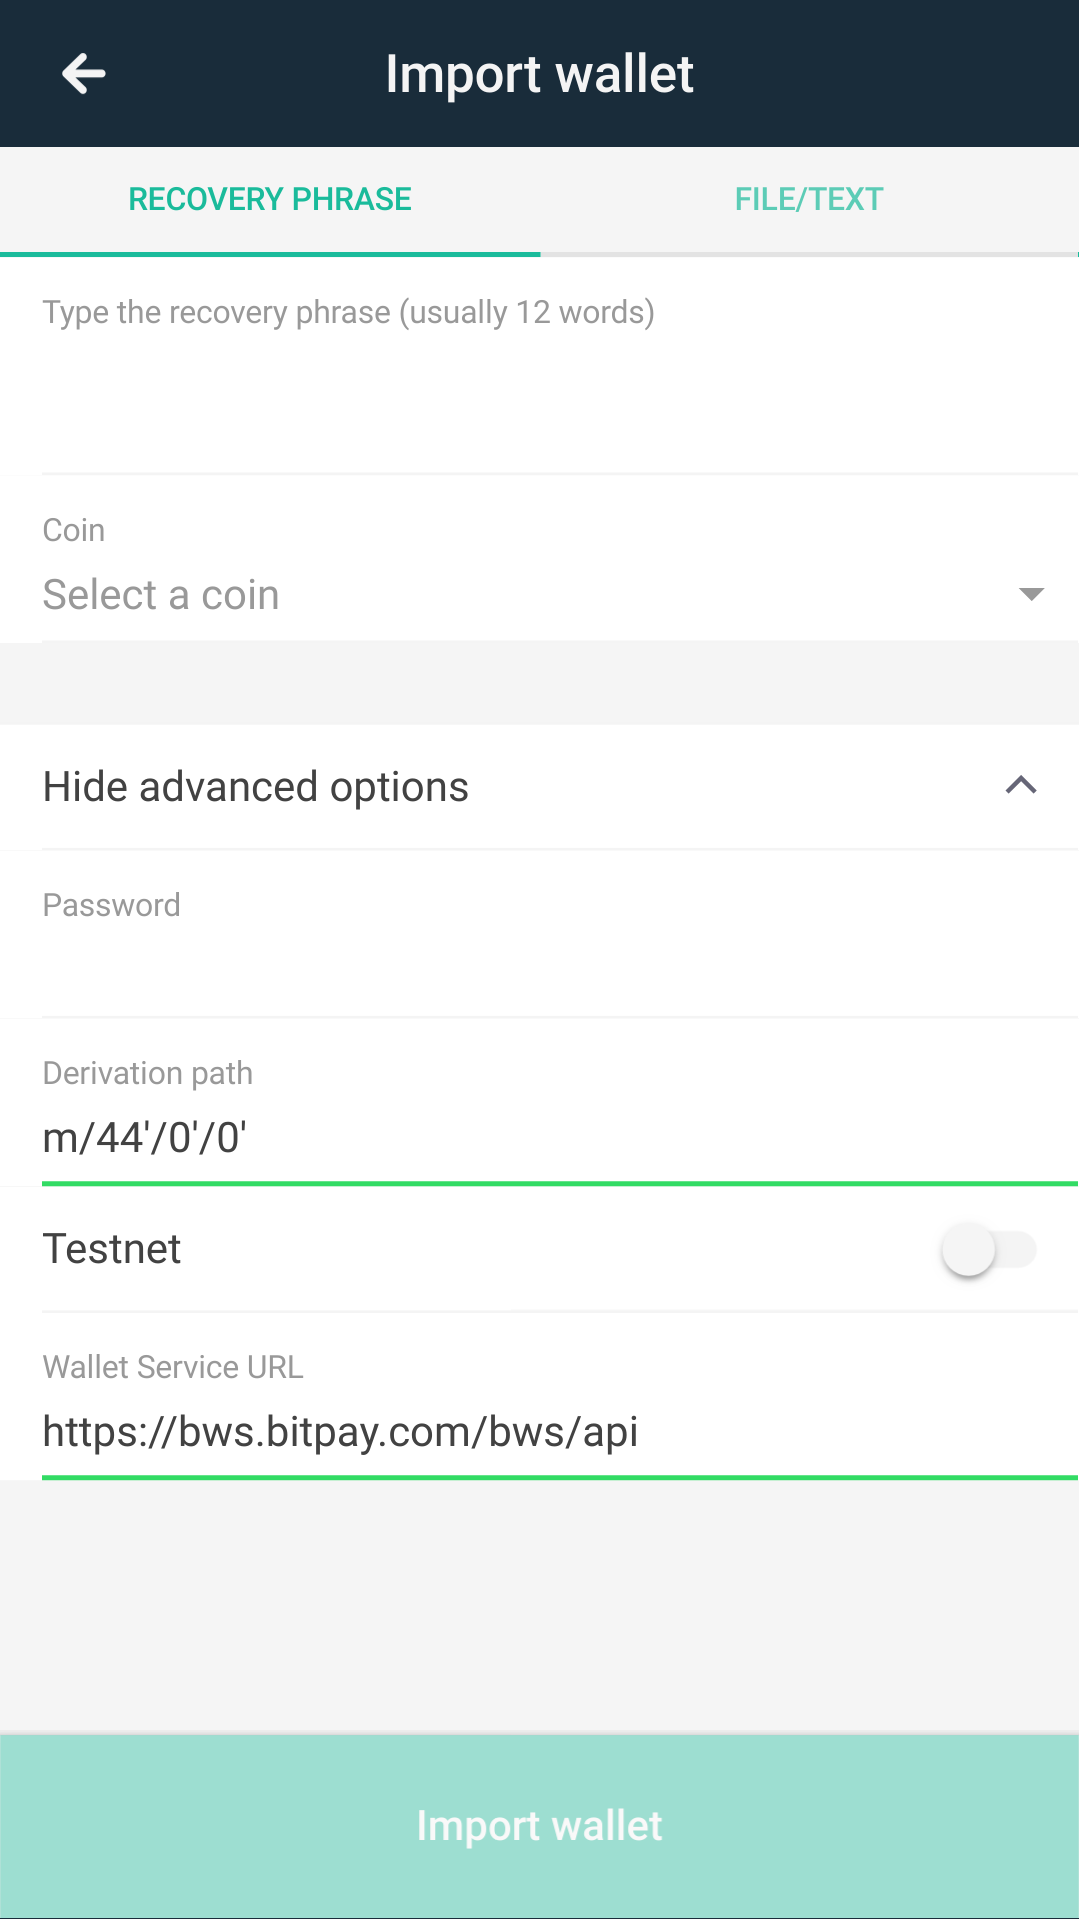 Import wallet
RECOVERY PHRASE
FILE/TEXT
Type the recovery phrase (usually 12 words)
Coin
Select a coin
Hide advanced options
Password
Derivation path
m/44'/0'/0'
Testnet
Wallet Service URL
https://bws.bitpay.com/bws/api
Import wallet